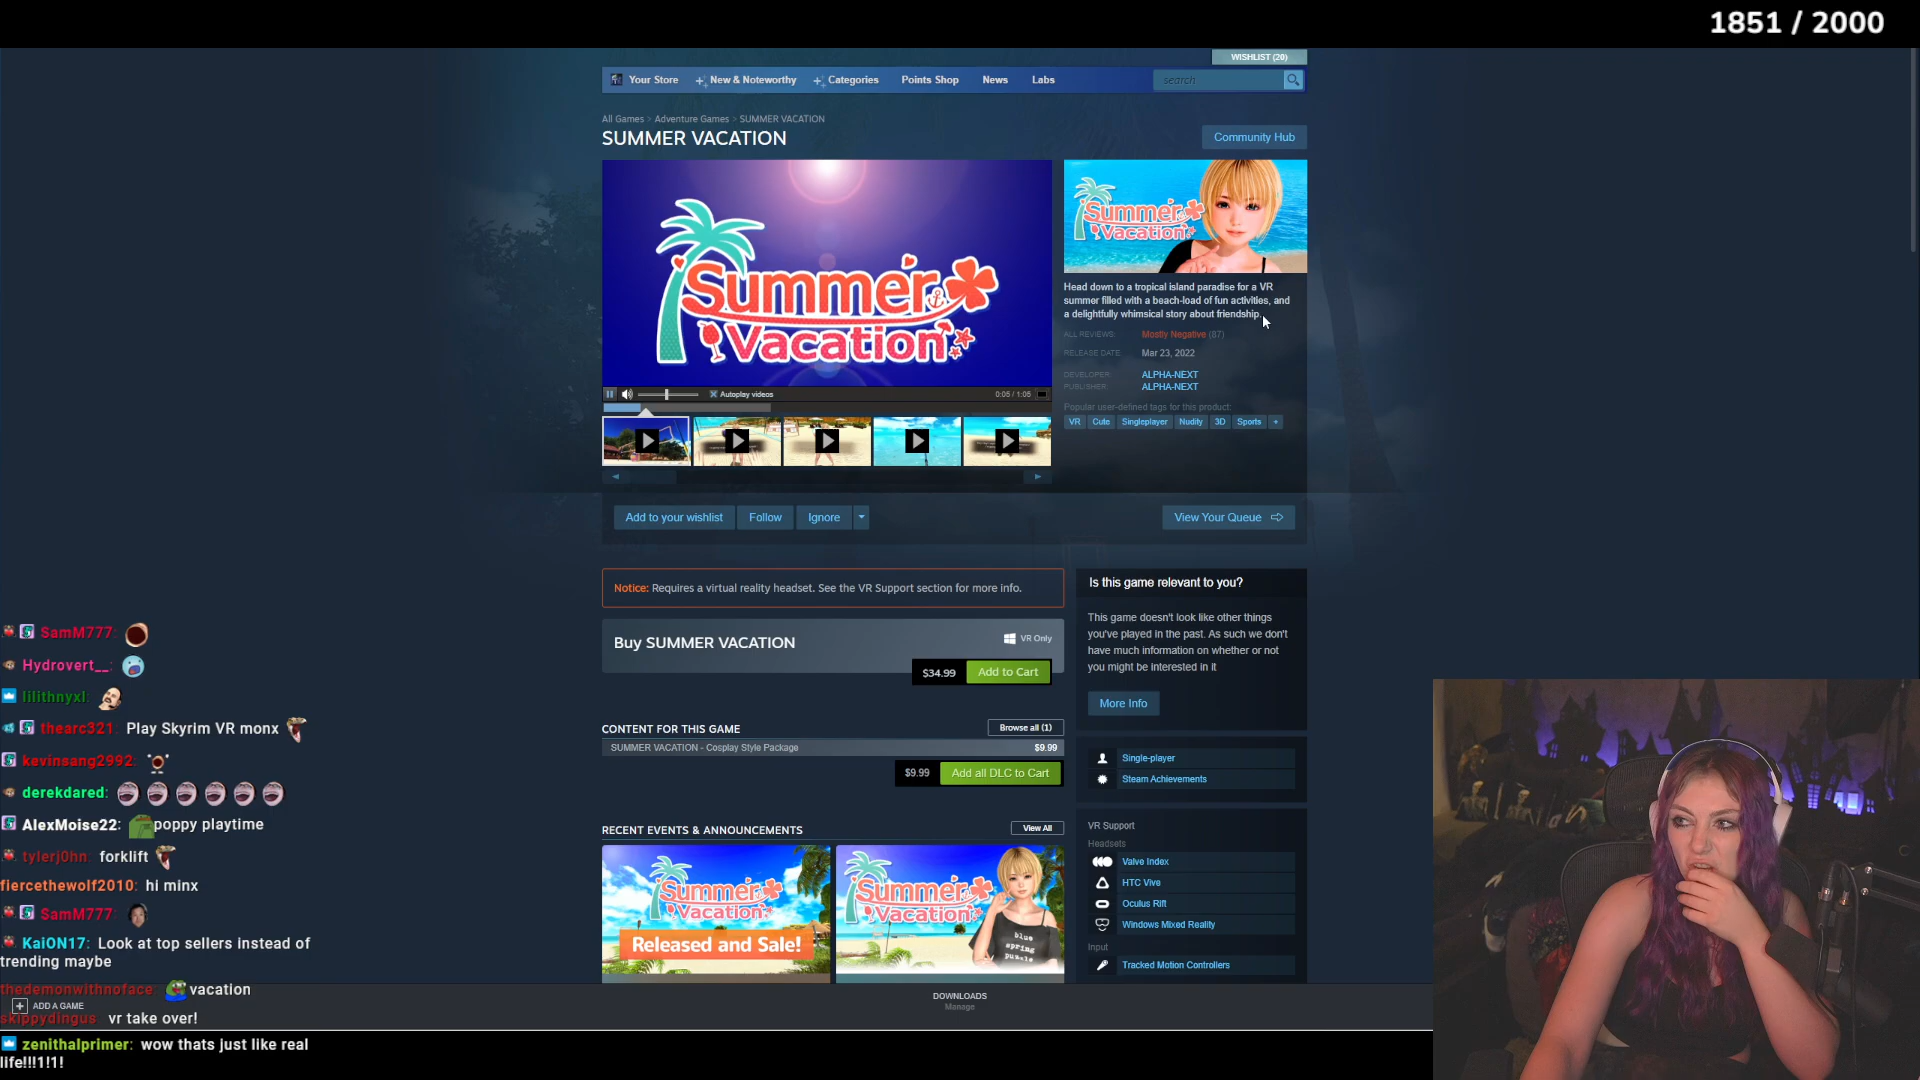 1851 / 2000
WISHLIST (20)
Your Store
New & Noteworthy
Categories
Points Shop
News
Labs
search
All Games > Adventure Games > SUMMER VACATION
SUMMER VACATION
Community Hub
Summer
Vacation
Summer
Vacation
Head down to a tropical island paradise for a VR
summer filled with a beach-load of fun activities, and
a delightfully whimsical story about friendship.
ALL REVIEWS: Mostly Negative (87)
RELEASE DATE: Mar 23, 2022
DEVELOPER: ALPHA-NEXT
PUBLISHER: ALPHA-NEXT
Popular user-defined tags for this product:
VR Cute Singleplayer Nudity 3D Sports +
Autoplay videos
0:05 / 1:05
Add to your wishlist
Follow
Ignore
View Your Queue
Notice: Requires a virtual reality headset. See the VR Support section for more info.
Buy SUMMER VACATION
VR Only
$34.99
Add to Cart
CONTENT FOR THIS GAME
Browse all (1)
SUMMER VACATION - Cosplay Style Package
$9.99
$9.99
Add all DLC to Cart
RECENT EVENTS & ANNOUNCEMENTS
View All
Summer
Vacation
Released and Sale!
Summer
Vacation
blue
spring
puzzle
Is this game relevant to you?
This game doesn't look like other things
you've played in the past. As such we don't
have much information on whether or not
you might be interested in it
More Info
Single-player
Steam Achievements
VR Support
Headsets
Valve Index
HTC Vive
Oculus Rift
Windows Mixed Reality
Input
Tracked Motion Controllers
SamM777:
Hydrovert__:
lilithnyxl:
thearc321: Play Skyrim VR monx
kevinsang2992:
derekdared:
AlexMoise22: poppy playtime
tylerj0hn: forklift
fiercethewolf2010: hi minx
SamM777:
KaiON17: Look at top sellers instead of
trending maybe
thedemonwithnoface: vacation
ADD A GAME
skippydingus: vr take over!
zenithalprimer: wow thats just like real
life!!!1!1!
DOWNLOADS
Manage